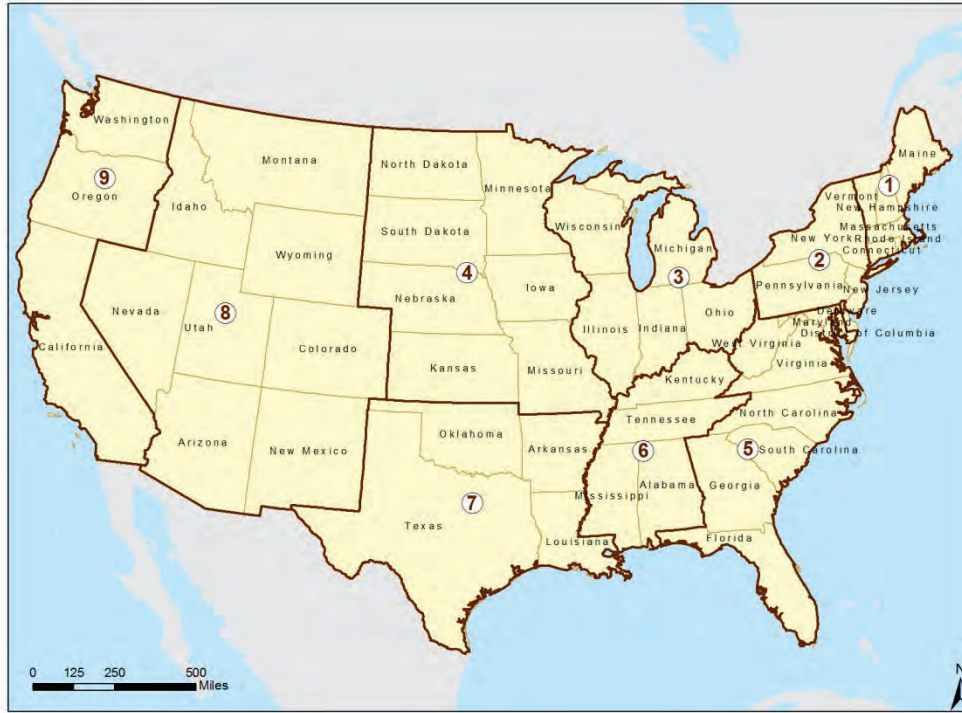 Washington
Maine
Montana
North Dakota
1
9
Minnesota
Oregon
Vermont
Idaho
New Hampshire
South Dakota
Wisconsin
Massachusetts
Michigan
New York
Rhode Island
Connecticut
Wyoming
2
4
3
Pennsylvania
Iowa
New Jersey
Nebraska
Nevada
8
Ohio
Delaware
Utah
Illinois
Indiana
Maryland
District of Columbia
California
Colorado
West Virginia
Kansas
Missouri
Virginia
Kentucky
North Carolina
Tennessee
Oklahoma
Arizona
New Mexico
Arkansas
6
5
South Carolina
Georgia
Alabama
Mississippi
7
Texas
Louisiana
Florida
0 125 250 500
Miles
N